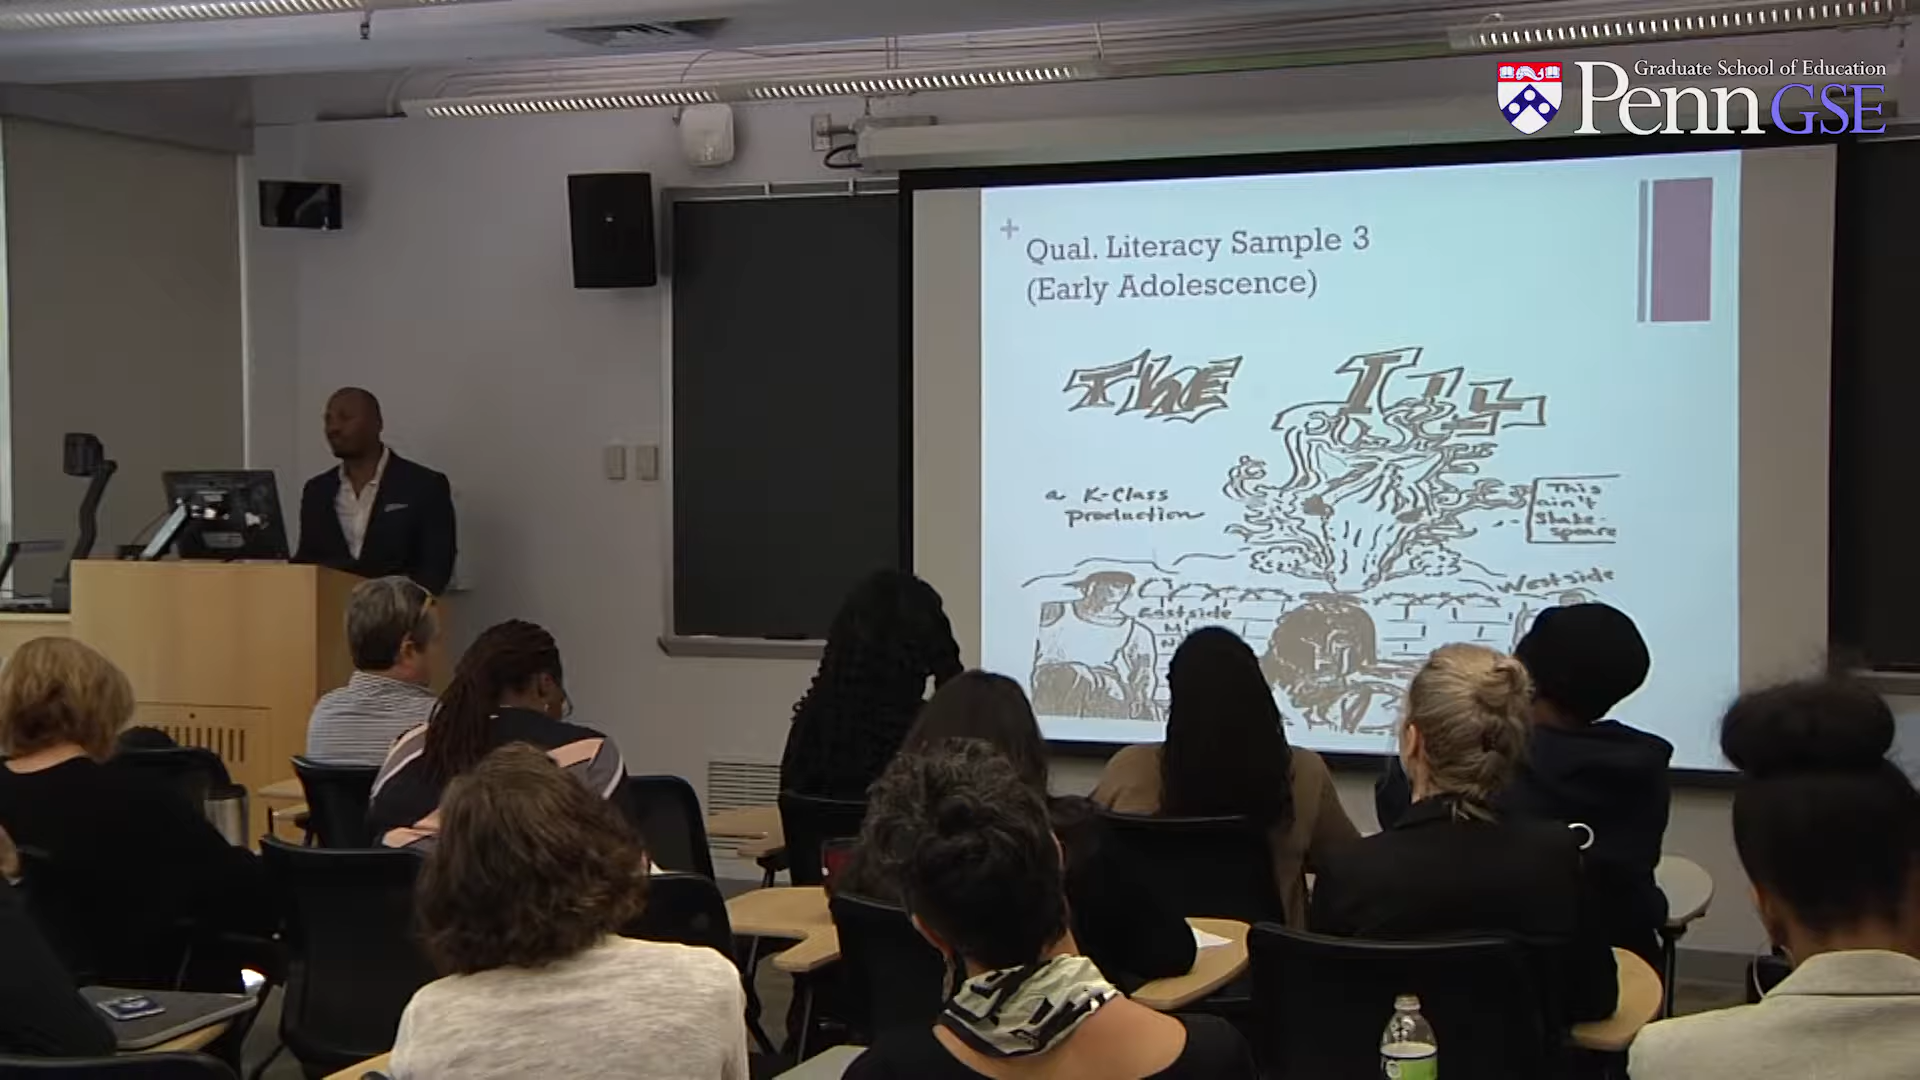 Graduate School of Education
Penn GSE
Qual. Literacy Sample 3
(Early Adolescence)
The
a K-Class
Production
This
ain't
Shake
speare
Westside
Eastside